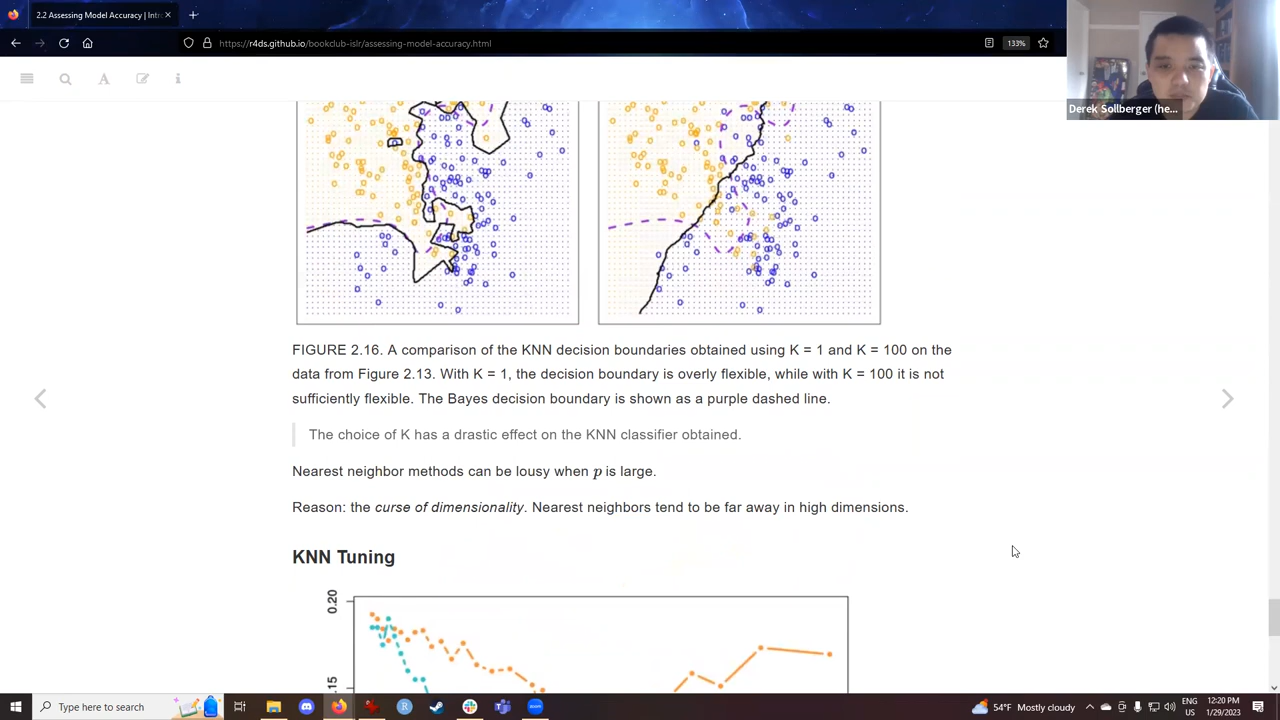 2.2 Assessing Model Accuracy | Intr
https://r4ds.github.io/bookclub-islr/assessing-model-accuracy.html
133%
Derek Sollberger (he...
FIGURE 2.16. A comparison of the KNN decision boundaries obtained using K = 1 and K = 100 on the
data from Figure 2.13. With K = 1, the decision boundary is overly flexible, while with K = 100 it is not
sufficiently flexible. The Bayes decision boundary is shown as a purple dashed line.
The choice of K has a drastic effect on the KNN classifier obtained.
Nearest neighbor methods can be lousy when p is large.
Reason: the curse of dimensionality. Nearest neighbors tend to be far away in high dimensions.
KNN Tuning
0.20
.15
Type here to search
54°F Mostly cloudy
ENG
US
12:20 PM
1/29/2023